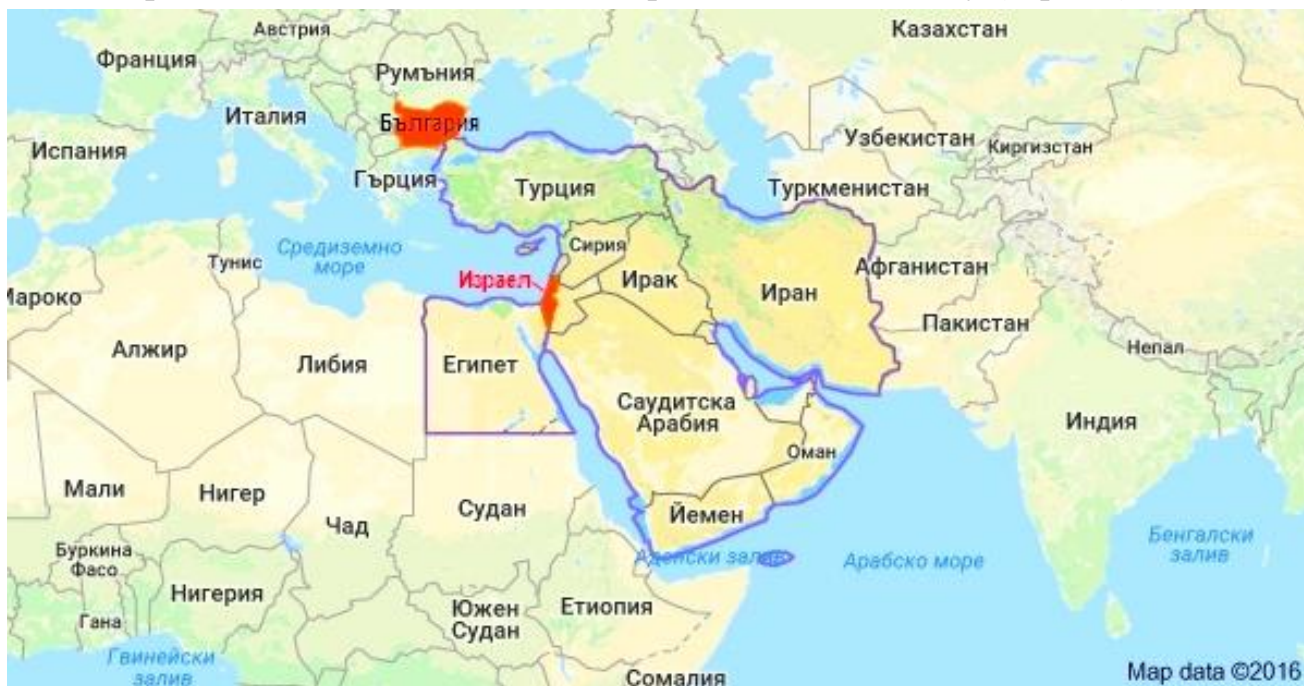 Австрия
Казахстан
Франция
Румъния
Италия
България
Узбекистан
Киргизстан
Испания
Гърция
Турция
Туркменистан
Средиземно
море
Тунис
Сирия
Афганистан
Израел
Ирак
Иран
Мароко
Пакистан
Непал
Алжир
Либия
Египет
Саудитска
Арабия
Индия
Оман
Мали
Нигер
Судан
Йемен
Чад
Буркина
Фасо
Аденски залив
Арабско море
Бенгалски
залив
Нигерия
Южен
Судан
Етиопия
Гана
Гвинейски
залив
Сомалия
Map data ©2016